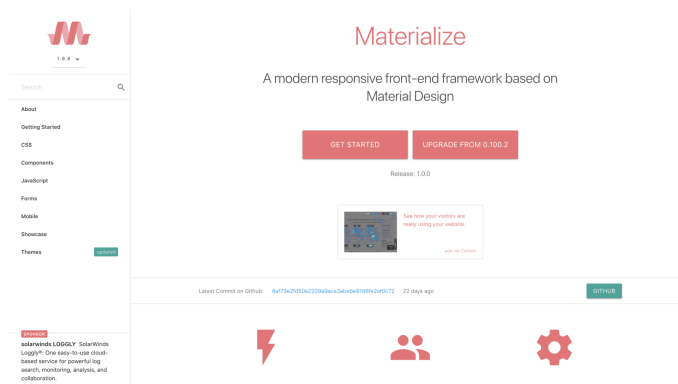 1.0.0
Search
About
Getting Started
CSS
Components
JavaScript
Forms
Mobile
Showcase
Themes
updated
SPONSOR
solarwinds LOGGLY SolarWinds
Loggly®: One easy-to-use cloud-
based service for powerful log
search, monitoring, analysis, and
collaboration.
Materialize
A modern responsive front-end framework based on
Material Design
GET STARTED
UPGRADE FROM 0.100.2
Release: 1.0.0
See how your visitors are
really using your website.
ads via Carbon
Latest Commit on Github:
22 days ago
GITHUB